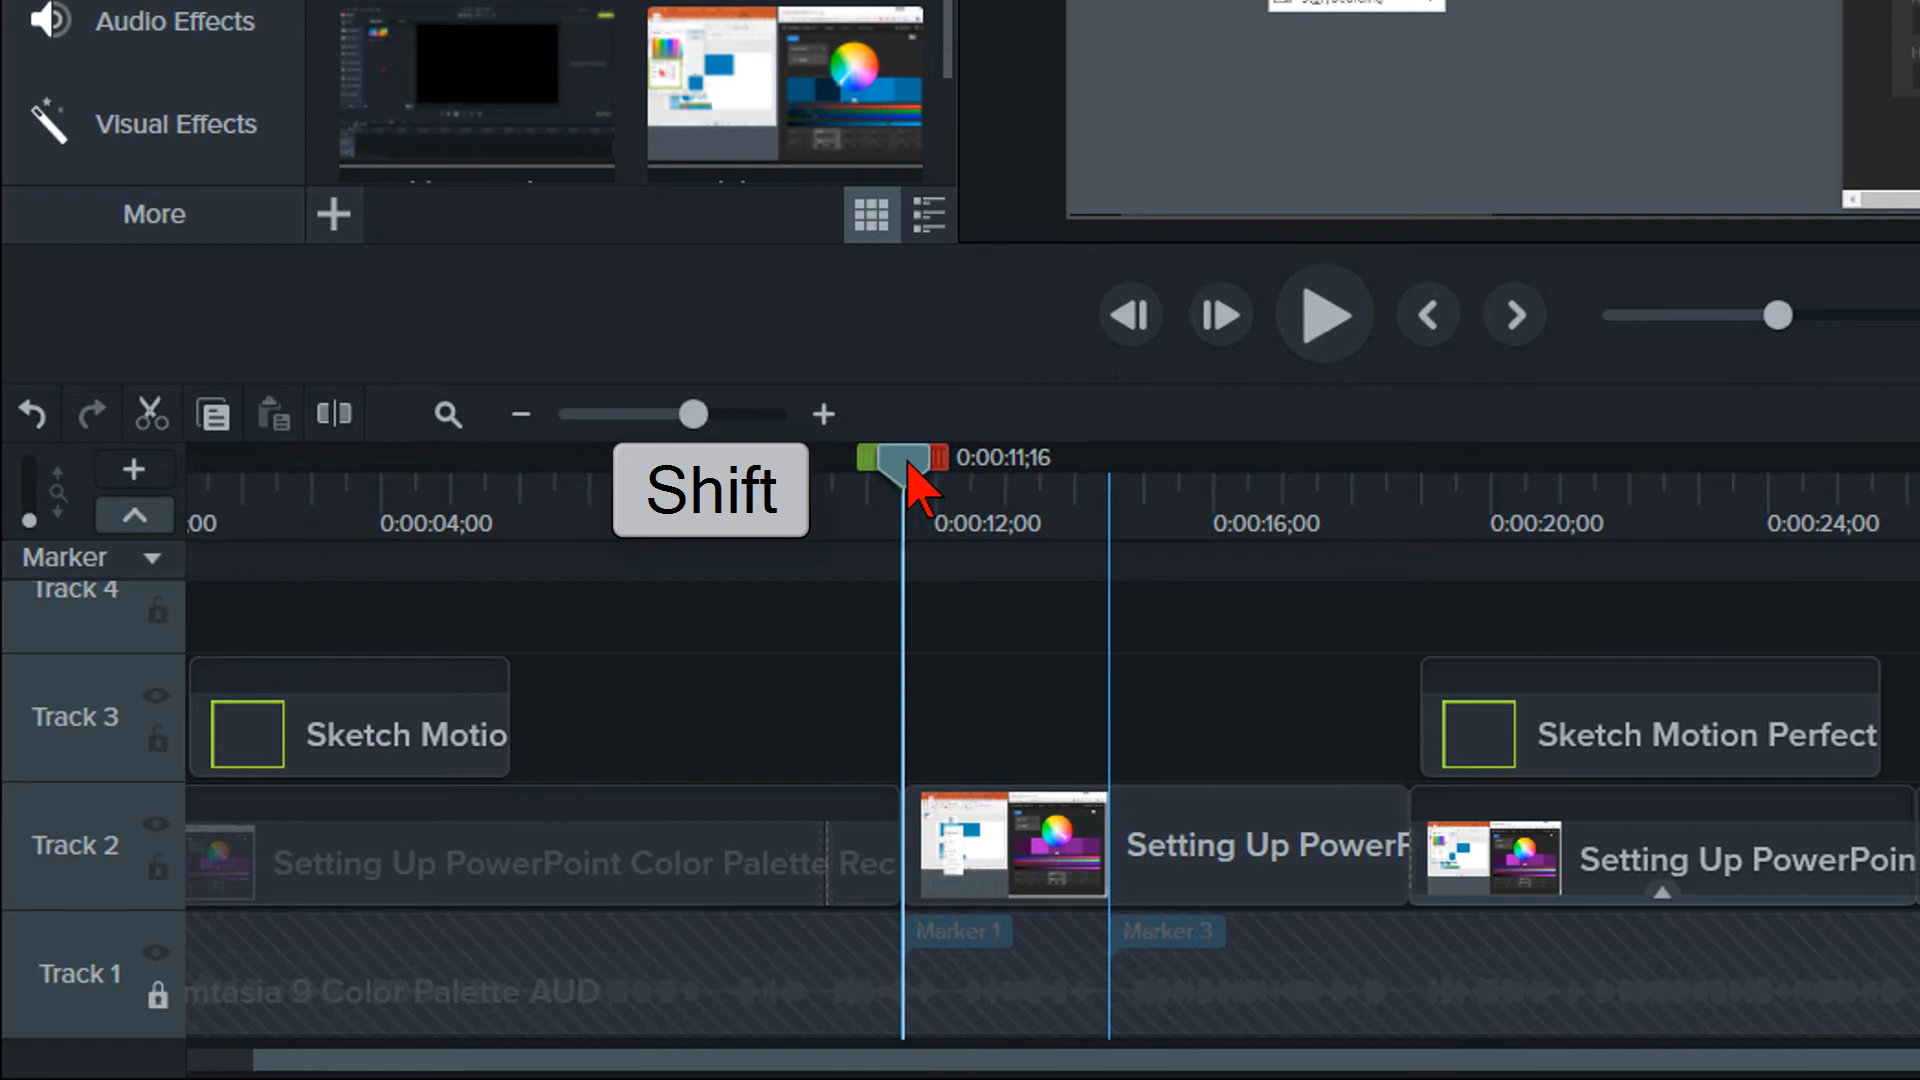 Audio Effects
Visual Effects
More
Shift
0:00:11;16
:00
0:00:04;00
0:00:12;00
0:00:16;00
0:00:20;00
0:00:24;00
Marker
Track 4
Track 3
Sketch Motio
Sketch Motion Perfect
Track 2
Setting Up PowerPoint Color Palette Rec
Setting Up PowerP
Setting Up PowerPoin
Marker 1
Marker 3
Track 1
mtasia 9 Color Palette AUD